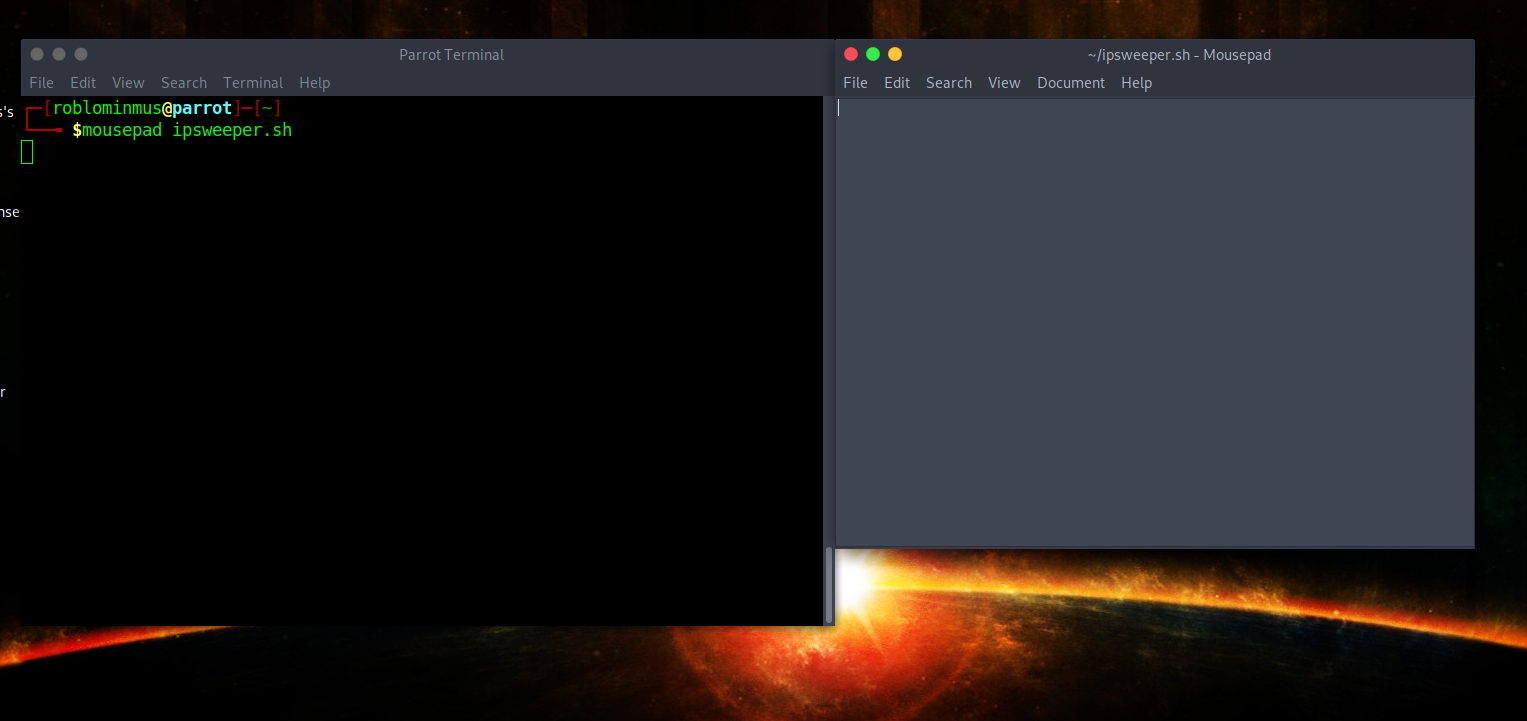 Parrot Terminal
File Edit View Search Terminal Help
┌─[roblominmus@parrot]─[~]
└──╼ $mousepad ipsweeper.sh
~/ipsweeper.sh - Mousepad
File Edit Search View Document Help